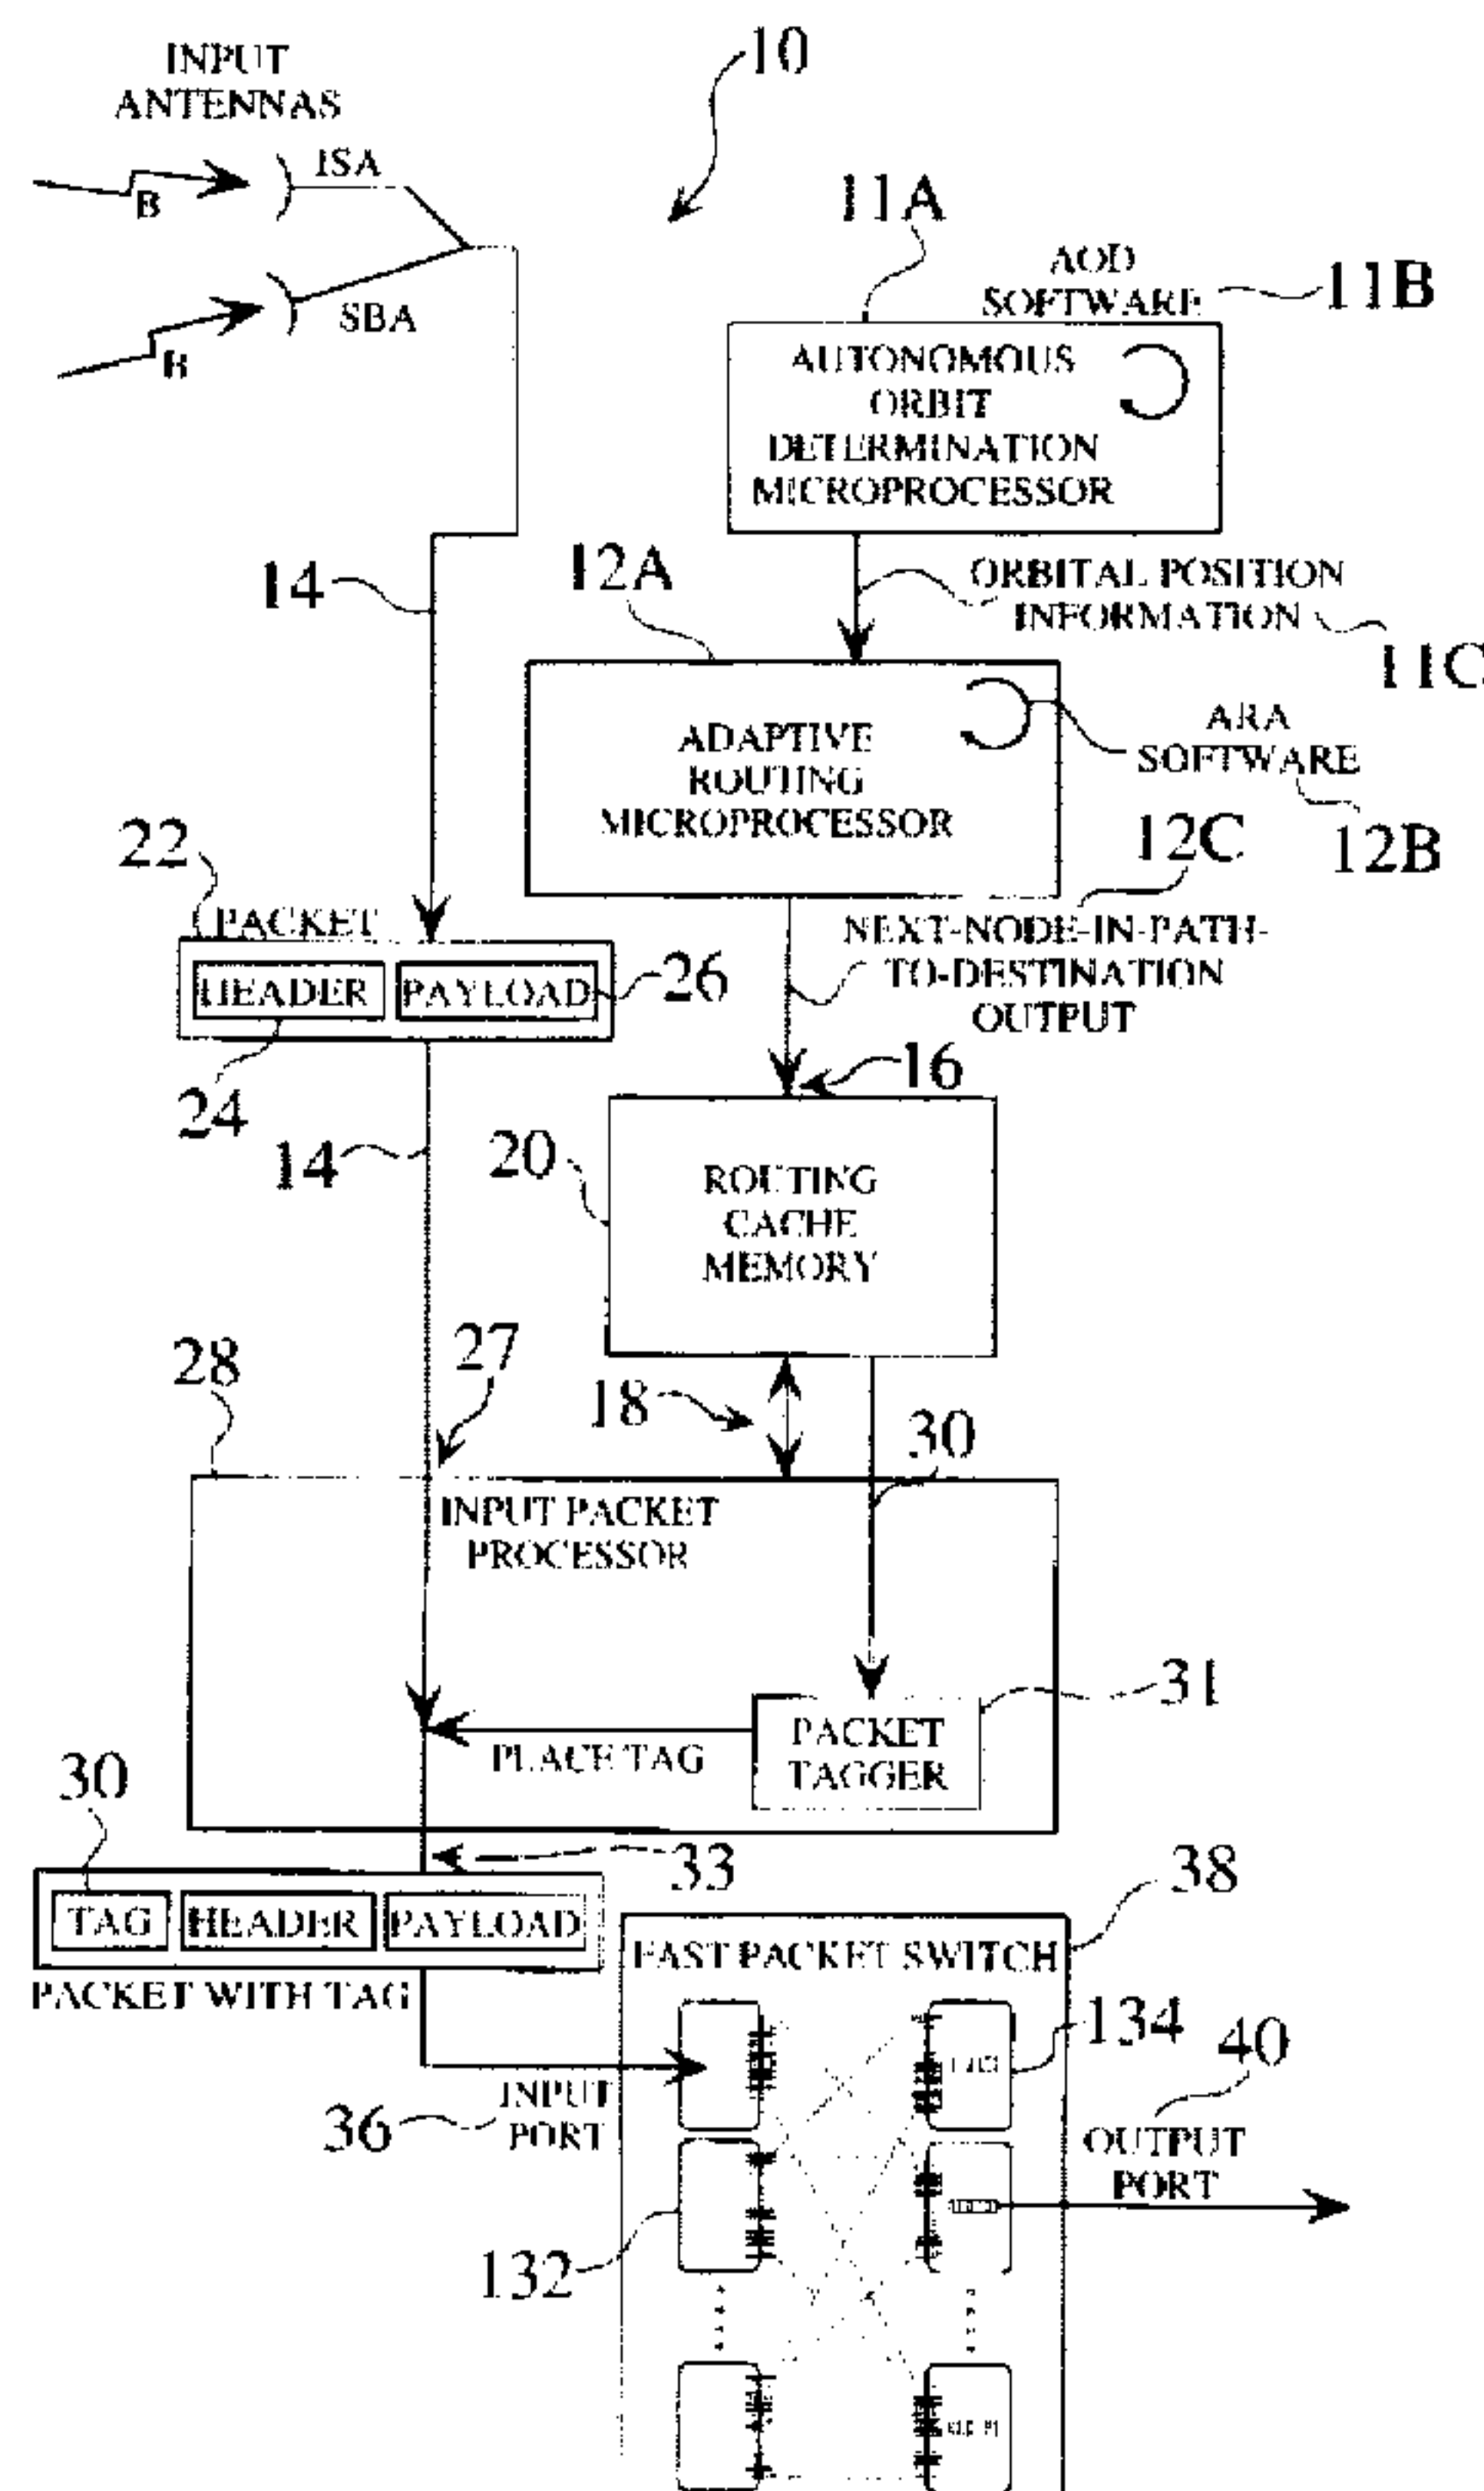 INPUT
ANTENNAS
10
ISA
B
11A
AOD
SOFTWARE
11B
SBA
B
AUTONOMOUS
ORBIT
DETERMINATION
MICROPROCESSOR
14
12A
ORBITAL POSITION
INFORMATION
11C
ADAPTIVE
ROUTING
MICROPROCESSOR
ARA
SOFTWARE
12B
12C
22
PACKET
HEADER
PAYLOAD
26
NEXT-NODE-IN-PATH-
TO-DESTINATION
OUTPUT
24
16
14
20
ROUTING
CACHE
MEMORY
28
27
18
30
INPUT PACKET
PROCESSOR
31
PACKET
TAGGER
PLACE TAG
30
33
38
TAG
HEADER
PAYLOAD
PACKET WITH TAG
FAST PACKET SWITCH
134
40
INPUT
PORT
36
OUTPUT
PORT
132